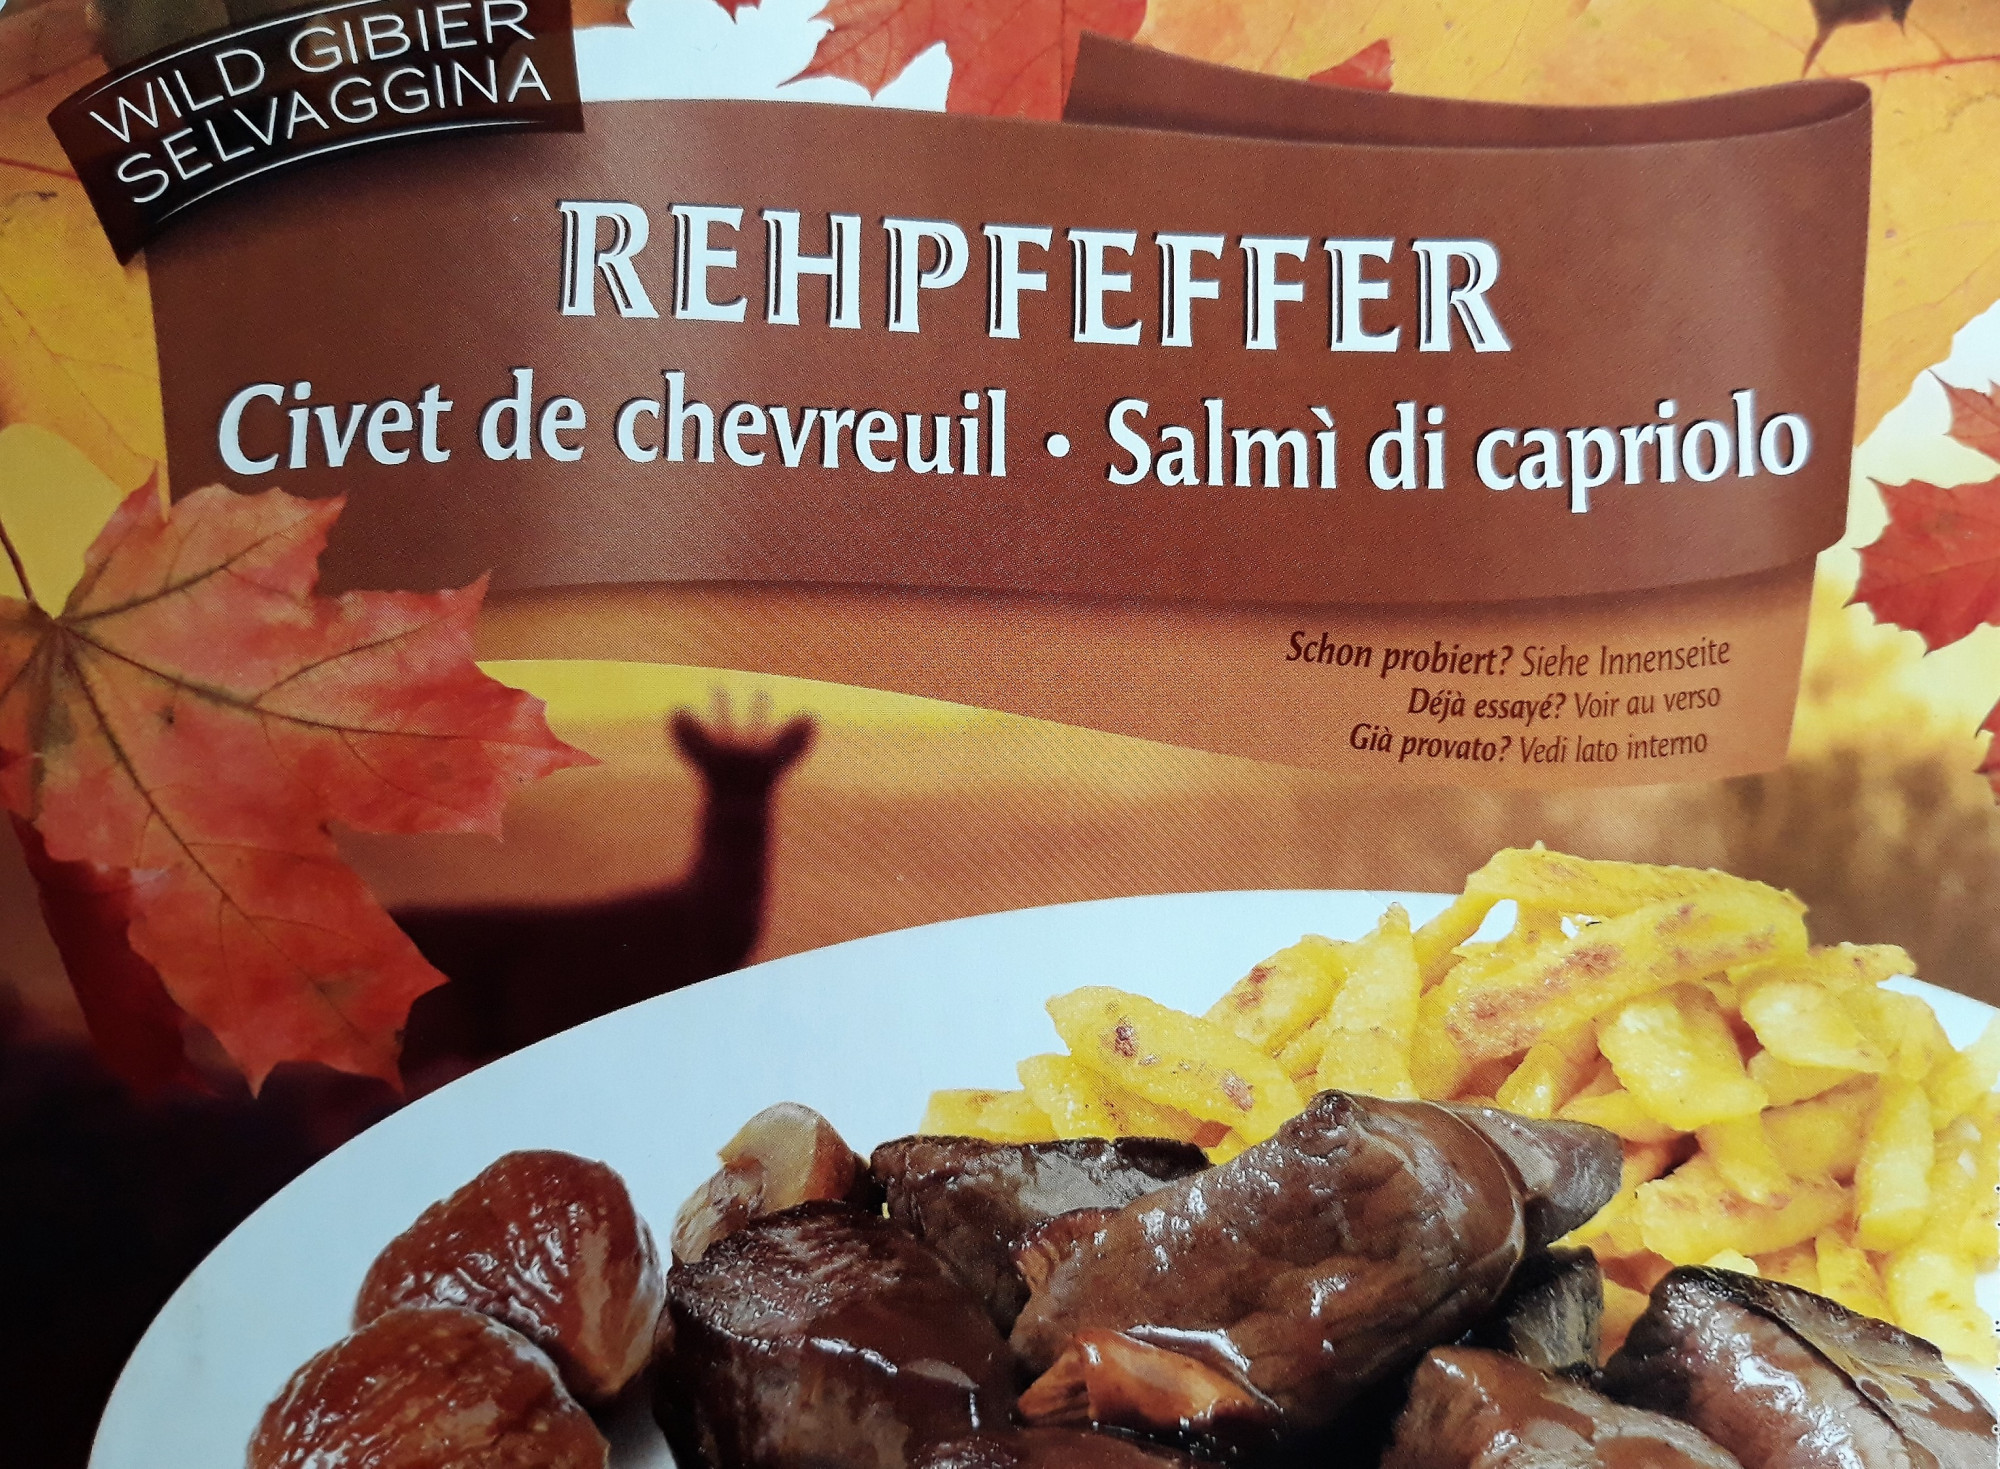 WILD GIBIER
SELVAGGINA
REHPFEFFER
Civet de chevreuil • Salmì di capriolo
Schon probiert? Siehe Innenseite
Déjà essayé? Voir au verso
Già provato? Vedi lato interno